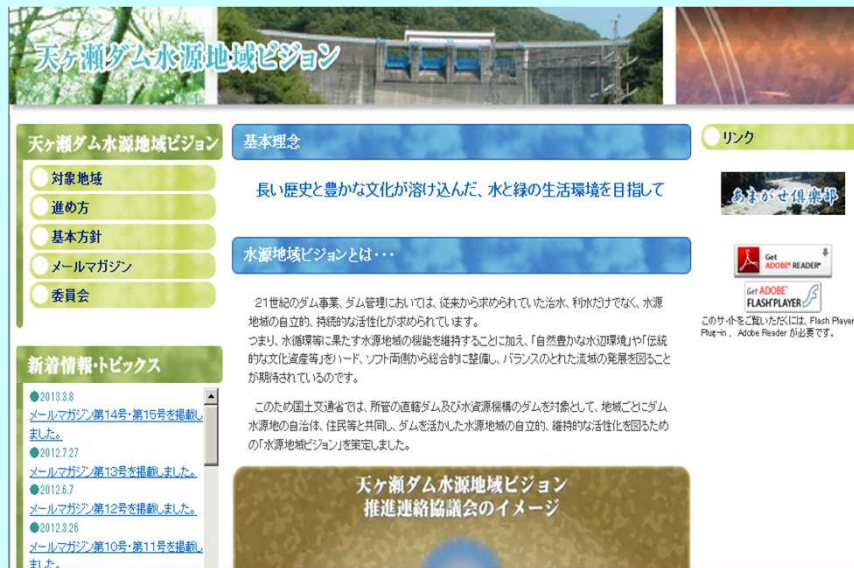 天ヶ瀬ダム水源地域ビジョン
天ヶ瀬ダム水源地域ビジョン
対象地域
進め方
基本方針
メールマガジン
委員会
新着情報・トピックス
●2013.3.8
メールマガジン第14号・第15号を掲載し
ました。
●2012.7.27
メールマガジン第13号を掲載しました。
●2012.6.7
メールマガジン第12号を掲載しました。
●2012.3.26
メールマガジン第10号・第11号を掲載し
ました。
基本理念
長い歴史と豊かな文化が溶け込んだ、水と緑の生活環境を目指して
水源地域ビジョンとは・・・
21世紀のダム事業、ダム管理においては、従来から求められていた治水、利水だけでなく、水源
地域の自立的、持続的な活性化が求められています。
つまり、水循環等に果たす水源地域の機能を維持することに加え、「自然豊かな水辺環境」や「伝統
的な文化資産等」をハード、ソフト両側から総合的に整備し、バランスのとれた流域の発展を図ること
が期待されているのです。
このため国土交通省では、所管の直轄ダム及び水資源機構のダムを対象として、地域ごとにダム
水源地の自治体、住民等と共同し、ダムを活かした水源地域の自立的、維持的な活性化を図るため
の「水源地域ビジョン」を策定しました。
天ヶ瀬ダム水源地域ビジョン
推進連絡協議会のイメージ
リンク
あまがせ倶楽部
Get
ADOBE® READER®
Get ADOBE®
FLASH® PLAYER
このサイトをご覧いただくには、Flash Player
Plug-in 、Adobe Reader が必要です。